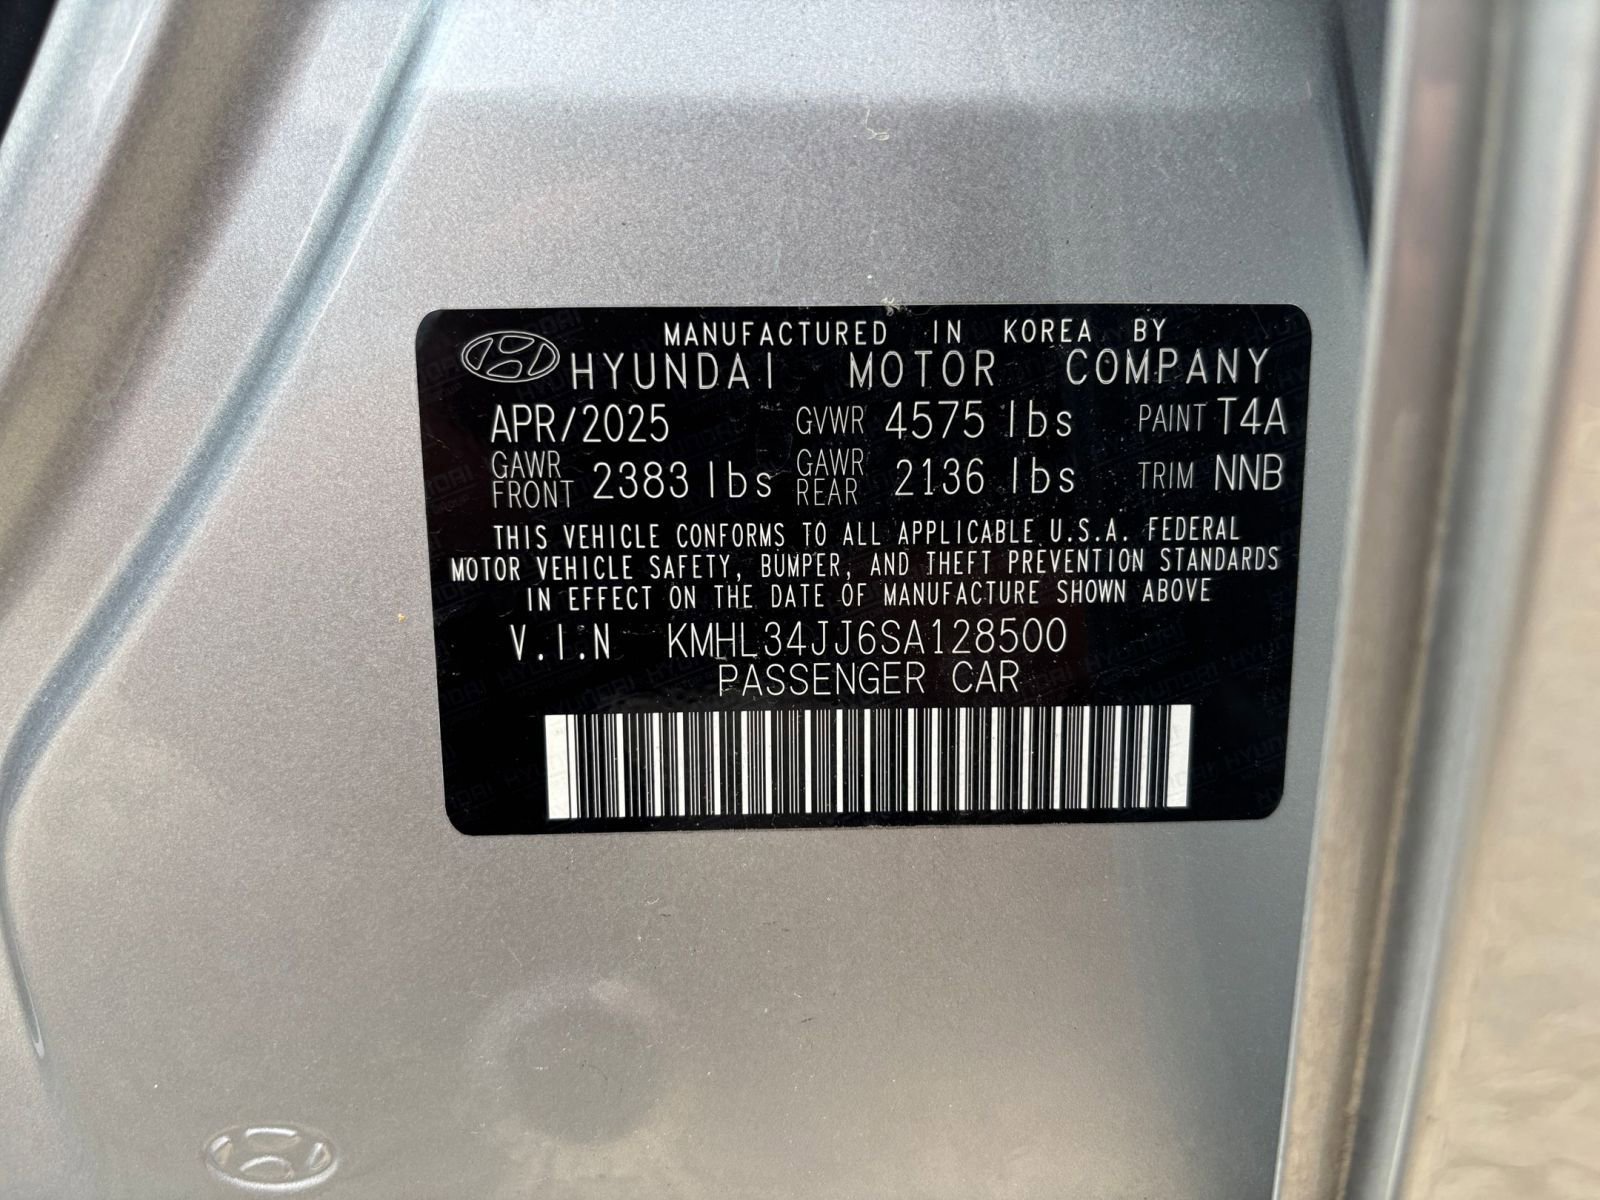 MANUFACTURED IN KOREA BY
HYUNDAI MOTOR COMPANY
APR/2025 GVWR 4575 lbs PAINT T4A
GAWR FRONT 2383 lbs GAWR REAR 2136 lbs TRIM NNB
THIS VEHICLE CONFORMS TO ALL APPLICABLE U.S.A. FEDERAL
MOTOR VEHICLE SAFETY, BUMPER, AND THEFT PREVENTION STANDARDS
IN EFFECT ON THE DATE OF MANUFACTURE SHOWN ABOVE
V.I.N KMHL34JJ6SA128500
PASSENGER CAR